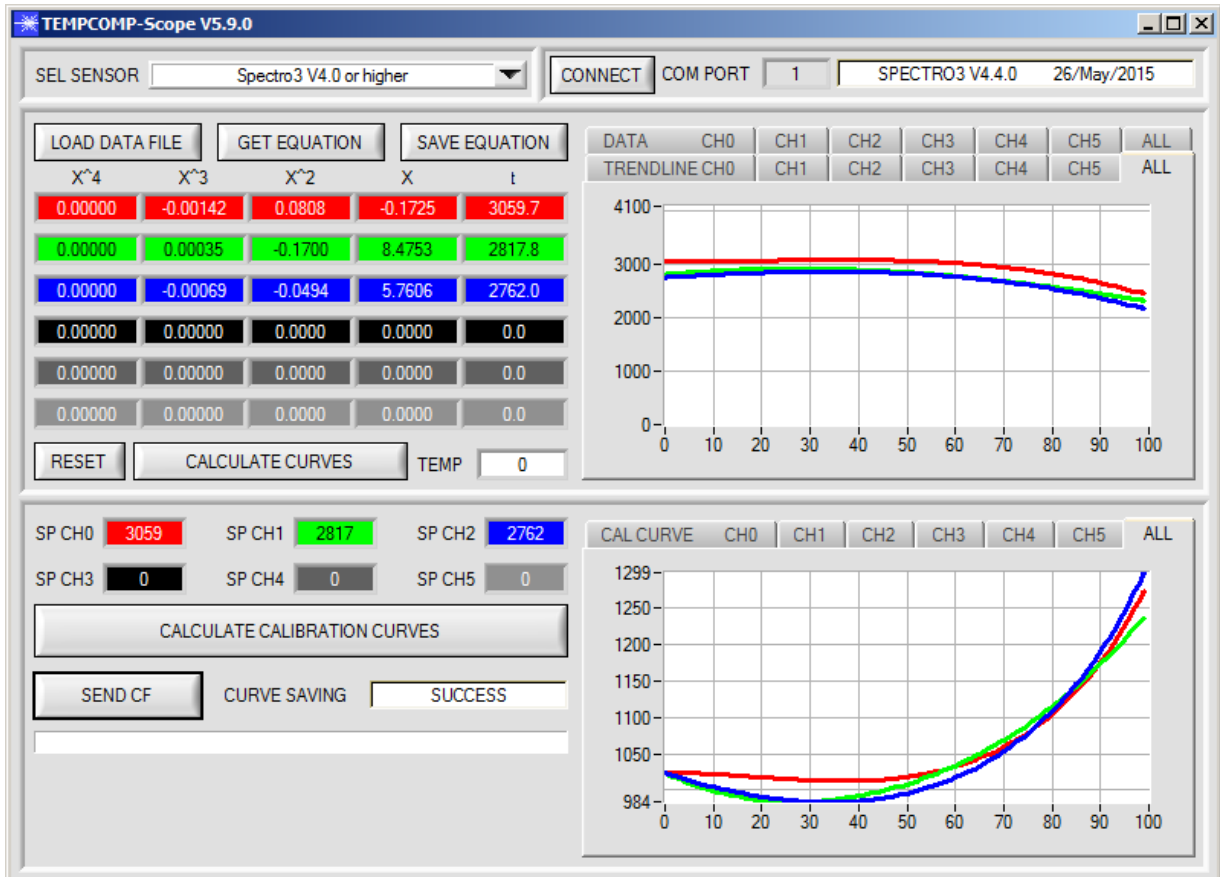 TEMPCOMP-Scope V5.9.0
SEL SENSOR Spectro3 V4.0 or higher CONNECT COM PORT 1 SPECTRO3 V4.4.0 26/May/2015
LOAD DATA FILE GET EQUATION SAVE EQUATION
X^4 X^3 X^2 X t
0.00000 -0.00142 0.0808 -0.1725 3059.7
0.00000 0.00035 -0.1700 8.4753 2817.8
0.00000 -0.00069 -0.0494 5.7606 2762.0
0.00000 0.00000 0.0000 0.0000 0.0
0.00000 0.00000 0.0000 0.0000 0.0
0.00000 0.00000 0.0000 0.0000 0.0
RESET CALCULATE CURVES TEMP 0
DATA CH0 CH1 CH2 CH3 CH4 CH5 ALL
TRENDLINE CH0 CH1 CH2 CH3 CH4 CH5 ALL
4100
3000
2000
1000
0
0 10 20 30 40 50 60 70 80 90 100
SP CH0 3059 SP CH1 2817 SP CH2 2762
SP CH3 0 SP CH4 0 SP CH5 0
CALCULATE CALIBRATION CURVES
SEND CF CURVE SAVING SUCCESS
CAL CURVE CH0 CH1 CH2 CH3 CH4 CH5 ALL
1299
1250
1200
1150
1100
1050
984
0 10 20 30 40 50 60 70 80 90 100